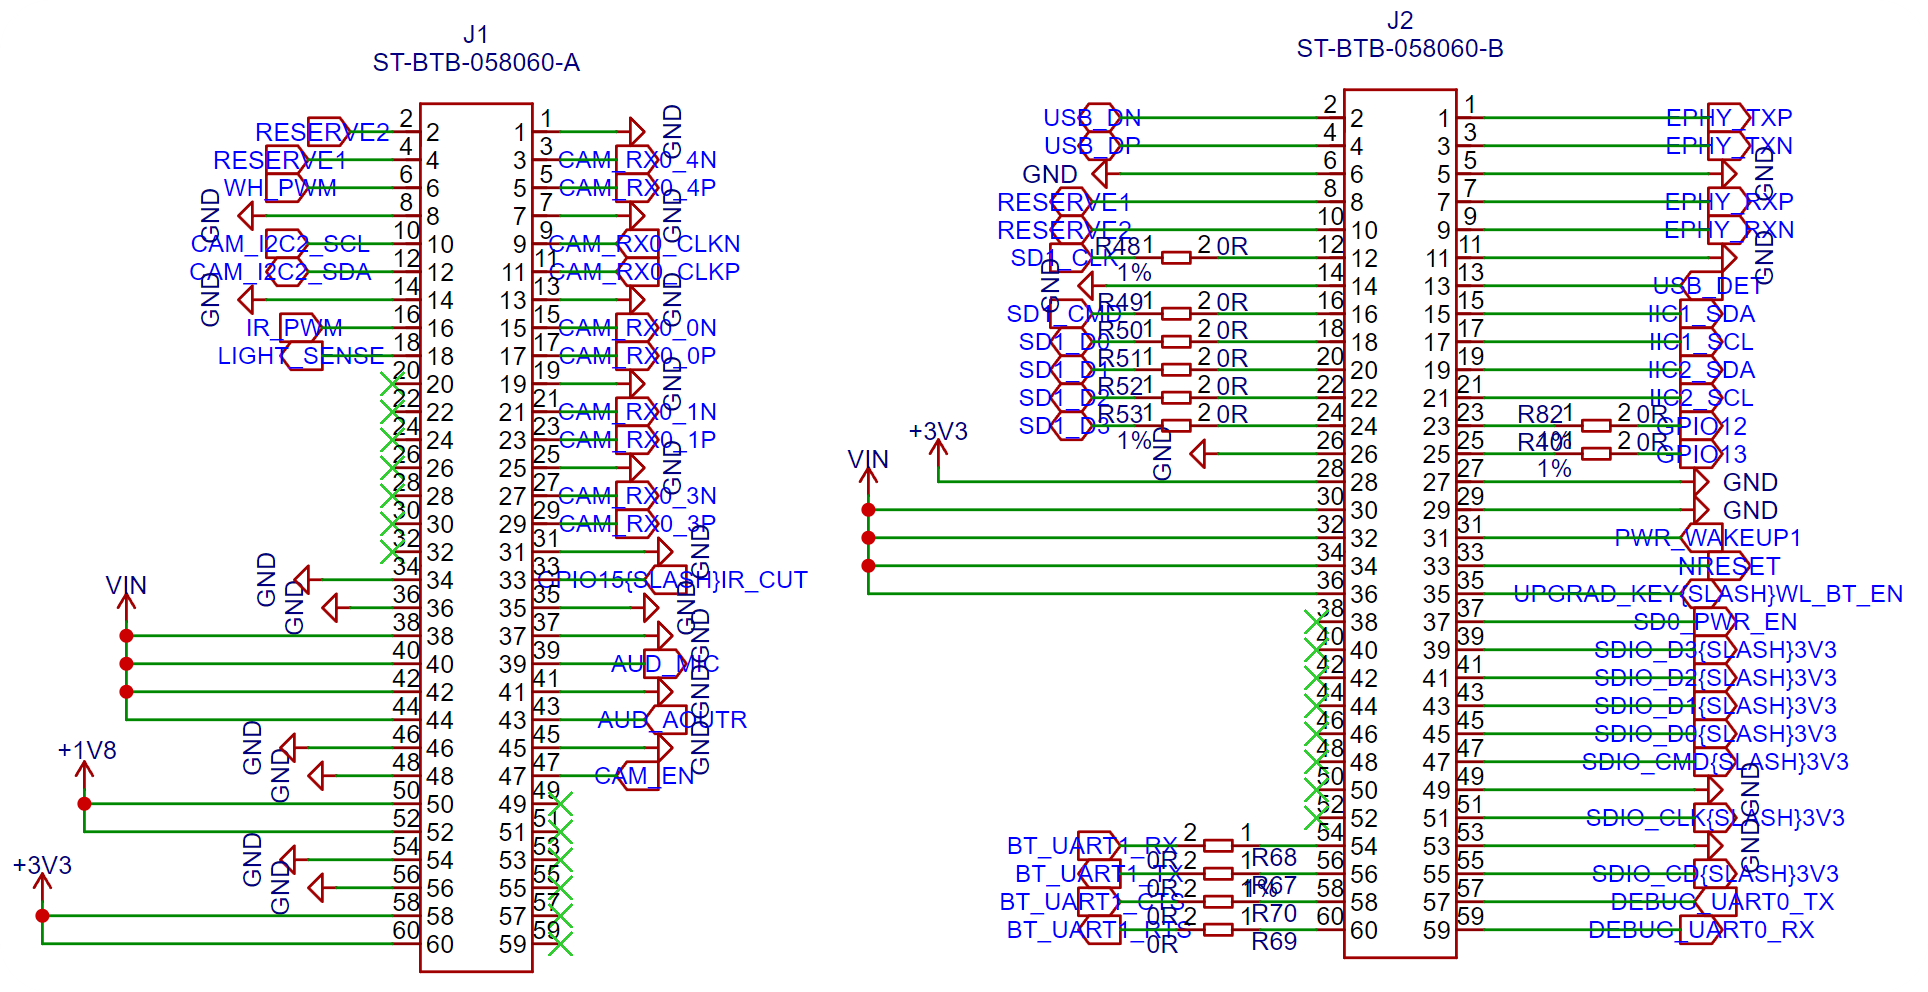 J1
ST-BTB-058060-A
RESERVE2 2 2 1 1 GND
RESERVE1 4 4 3 3 CAM_RX0_4N
WH_PWM 6 6 5 5 CAM_RX0_4P
GND 8 8 7 7 GND
CAM_I2C2_SCL 10 10 9 9 CAM_RX0_CLKN
CAM_I2C2_SDA 12 12 11 11 CAM_RX0_CLKP
GND 14 14 13 13 GND
IR_PWM 16 16 15 15 CAM_RX0_0N
LIGHT_SENSE 18 18 17 17 CAM_RX0_0P
20 20 19 19 GND
22 22 21 21 CAM_RX0_1N
24 24 23 23 CAM_RX0_1P
26 26 25 25 GND
28 28 27 27 CAM_RX0_3N
30 30 29 29 CAM_RX0_3P
32 32 31 31 GND
GND 34 34 33 33 GPIO15{SLASH}IR_CUT
GND 36 36 35 35 GND
VIN 38 38 37 37 GND
40 40 39 39 AUD_MIC
42 42 41 41 GND
44 44 43 43 AUD_AOUTR
GND 46 46 45 45 GND
GND 48 48 47 47 CAM_EN
+1V8 50 50 49 49
52 52 51 51
GND 54 54 53 53
GND 56 56 55 55
+3V3 58 58 57 57
60 60 59 59
J2
ST-BTB-058060-B
USB_DN 2 2 1 1 EPHY_TXP
USB_DP 4 4 3 3 EPHY_TXN
GND 6 6 5 5 GND
RESERVE1 8 8 7 7 EPHY_RXP
RESERVE2 10 10 9 9 EPHY_RXN
SD1_CLK R48 1 2 0R 1% 12 12 11 11 GND
GND 14 14 13 13 USB_DET
SD1_CMD R49 1 2 0R 16 16 15 15 IIC1_SDA
SD1_D0 R50 1 2 0R 18 18 17 17 IIC1_SCL
SD1_D1 R51 1 2 0R 20 20 19 19 IIC2_SDA
SD1_D2 R52 1 2 0R 22 22 21 21 IIC2_SCL
SD1_D3 R53 1 2 0R 1% 24 24 23 23 R82 1 2 0R GPIO12
GND 26 26 25 25 1 2 0R 1% GPIO13
+3V3 28 28 27 27 GND
VIN 30 30 29 29 GND
32 32 31 31 PWR_WAKEUP1
34 34 33 33 NRESET
36 36 35 35 UPGRAD_KEY{SLASH}WL_BT_EN
38 38 37 37 SD0_PWR_EN
40 40 39 39 SDIO_D3{SLASH}3V3
42 42 41 41 SDIO_D2{SLASH}3V3
44 44 43 43 SDIO_D1{SLASH}3V3
46 46 45 45 SDIO_D0{SLASH}3V3
48 48 47 47 SDIO_CMD{SLASH}3V3
50 50 49 49 GND
52 52 51 51 SDIO_CLK{SLASH}3V3
BT_UART1_RX 0R 2 1 R68 54 54 53 53 GND
BT_UART1_TX 0R 2 1 R67 1% 56 56 55 55 SDIO_CD{SLASH}3V3
BT_UART1_CTS 0R 2 1 R70 58 58 57 57 DEBUG_UART0_TX
BT_UART1_RTS 0R 2 1 R69 60 60 59 59 DEBUG_UART0_RX